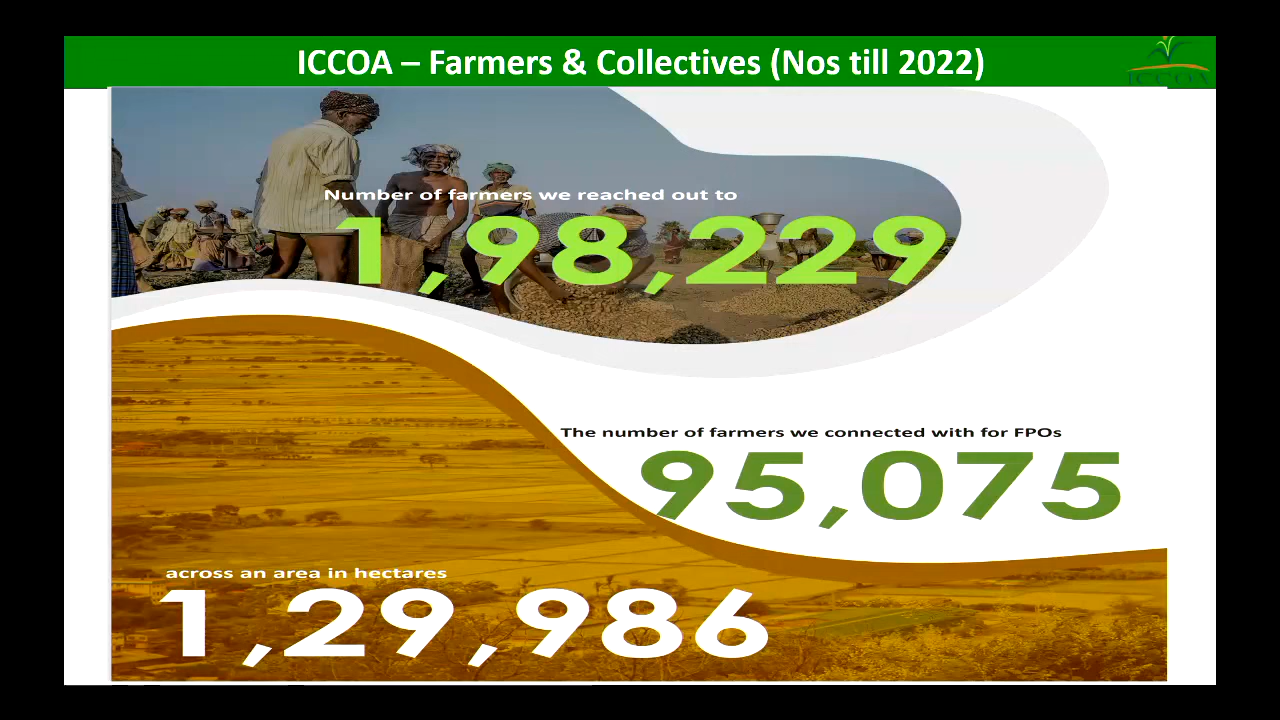 ICCOA – Farmers & Collectives (Nos till 2022)
ICCOA
Number of farmers we reached out to
1,98,229
The number of farmers we connected with for FPOs
95,075
across an area in hectares
1,29,986